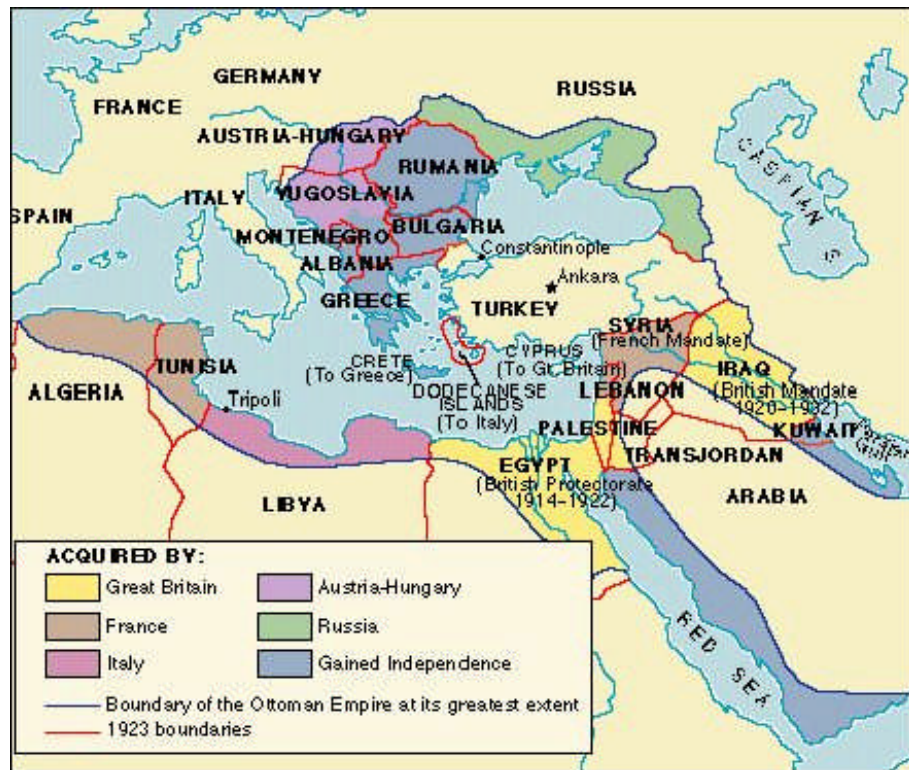 GERMANY
RUSSIA
FRANCE
AUSTRIA-HUNGARY
CASPIAN S
RUMANIA
ITALY
YUGOSLAVIA
SPAIN
BULGARIA
MONTENEGRO
Constantinople
ALBANIA
Ankara
GREECE
TURKEY
SYRIA
(French Mandate)
CRETE
(To Greece)
CYPRUS
(To Gt. Britain)
TUNISIA
IRAQ
(British Mandate
1920-1932)
ALGERIA
DODECANESE
ISLANDS
(To Italy)
LEBANON
Tripoli
PALESTINE
KUWAIT
Persian
Gulf
EGYPT
(British Protectorate
1914-1922)
TRANSJORDAN
LIBYA
ARABIA
RED SEA
ACQUIRED BY:
Great Britain
Austria-Hungary
France
Russia
Italy
Gained Independence
Boundary of the Ottoman Empire at its greatest extent
1923 boundaries